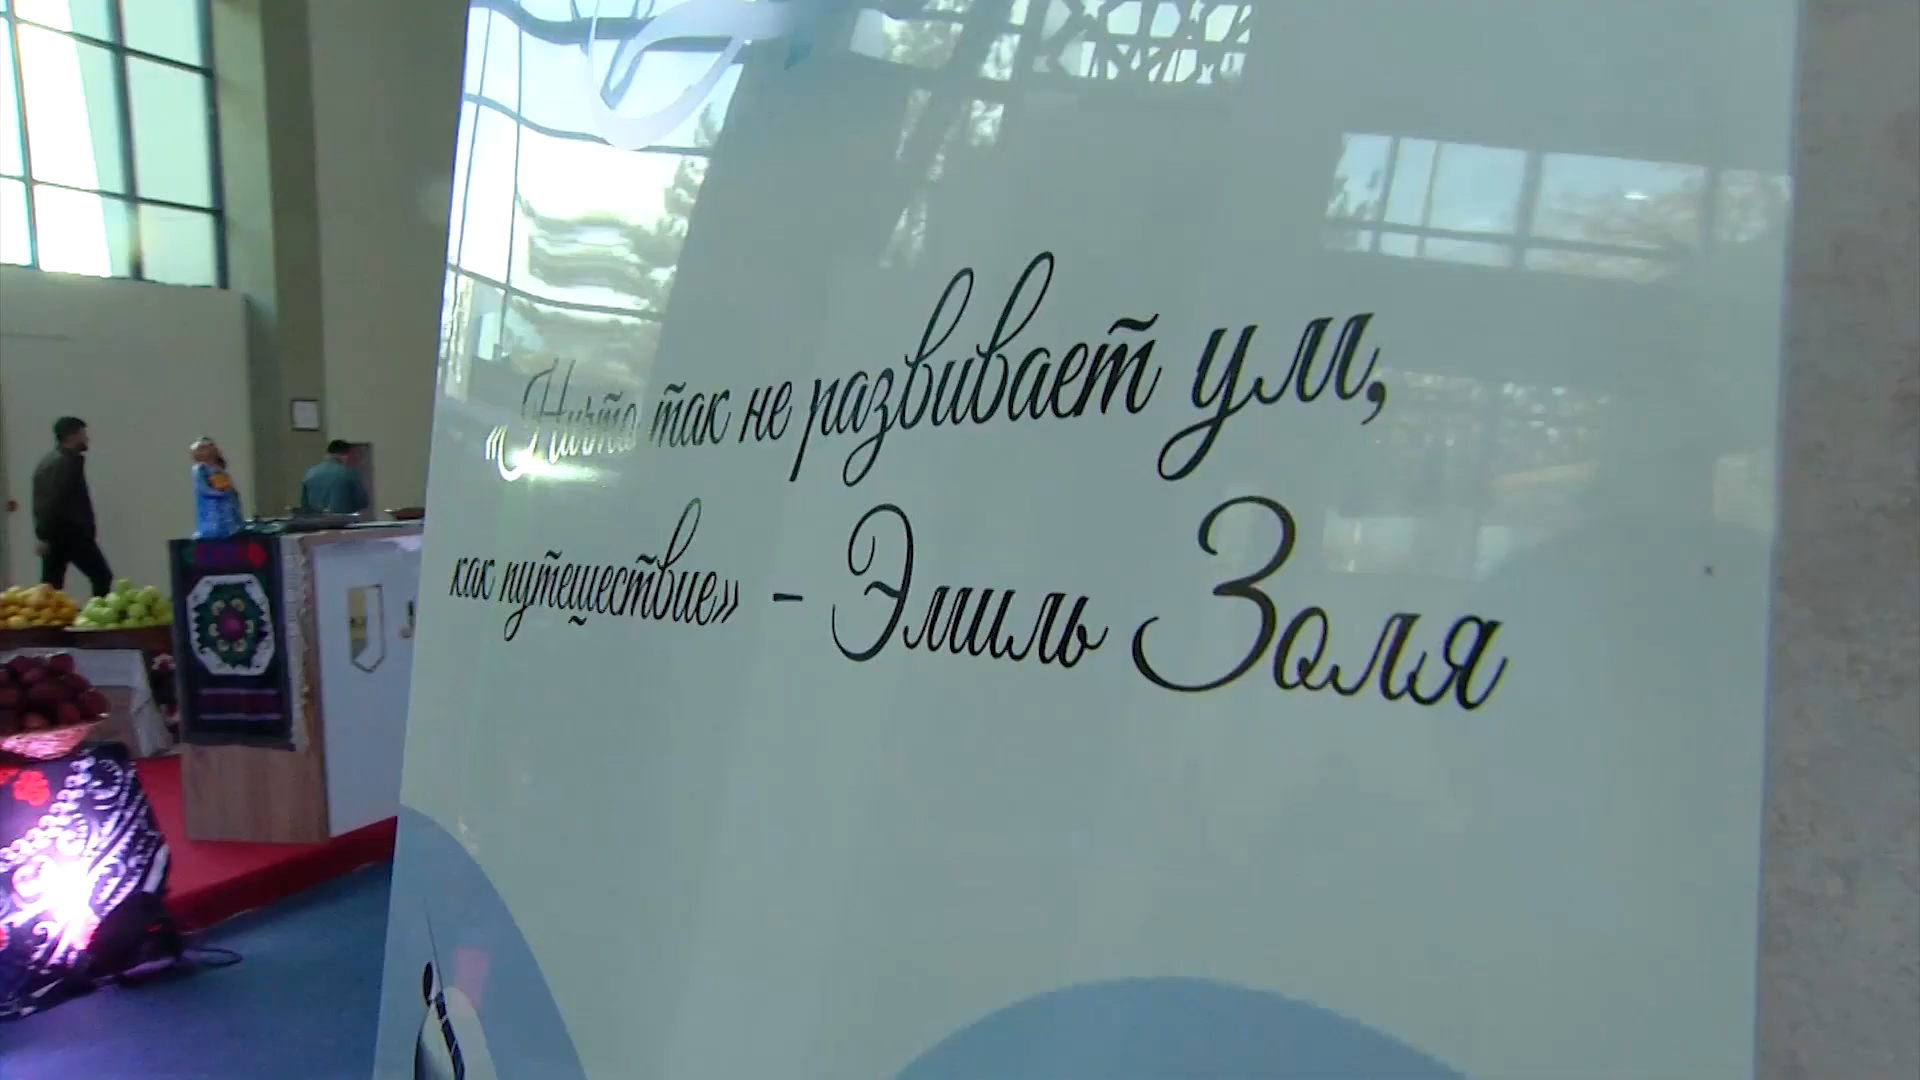 «Ничто так не развивает ум,
как путешествие» - Эмиль Золя